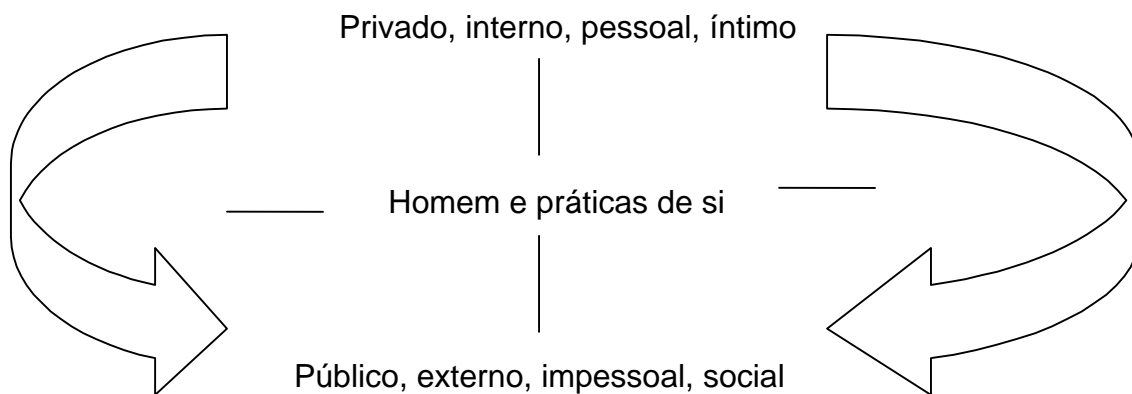 Privado, interno, pessoal, íntimo
Homem e práticas de si
Público, externo, impessoal, social